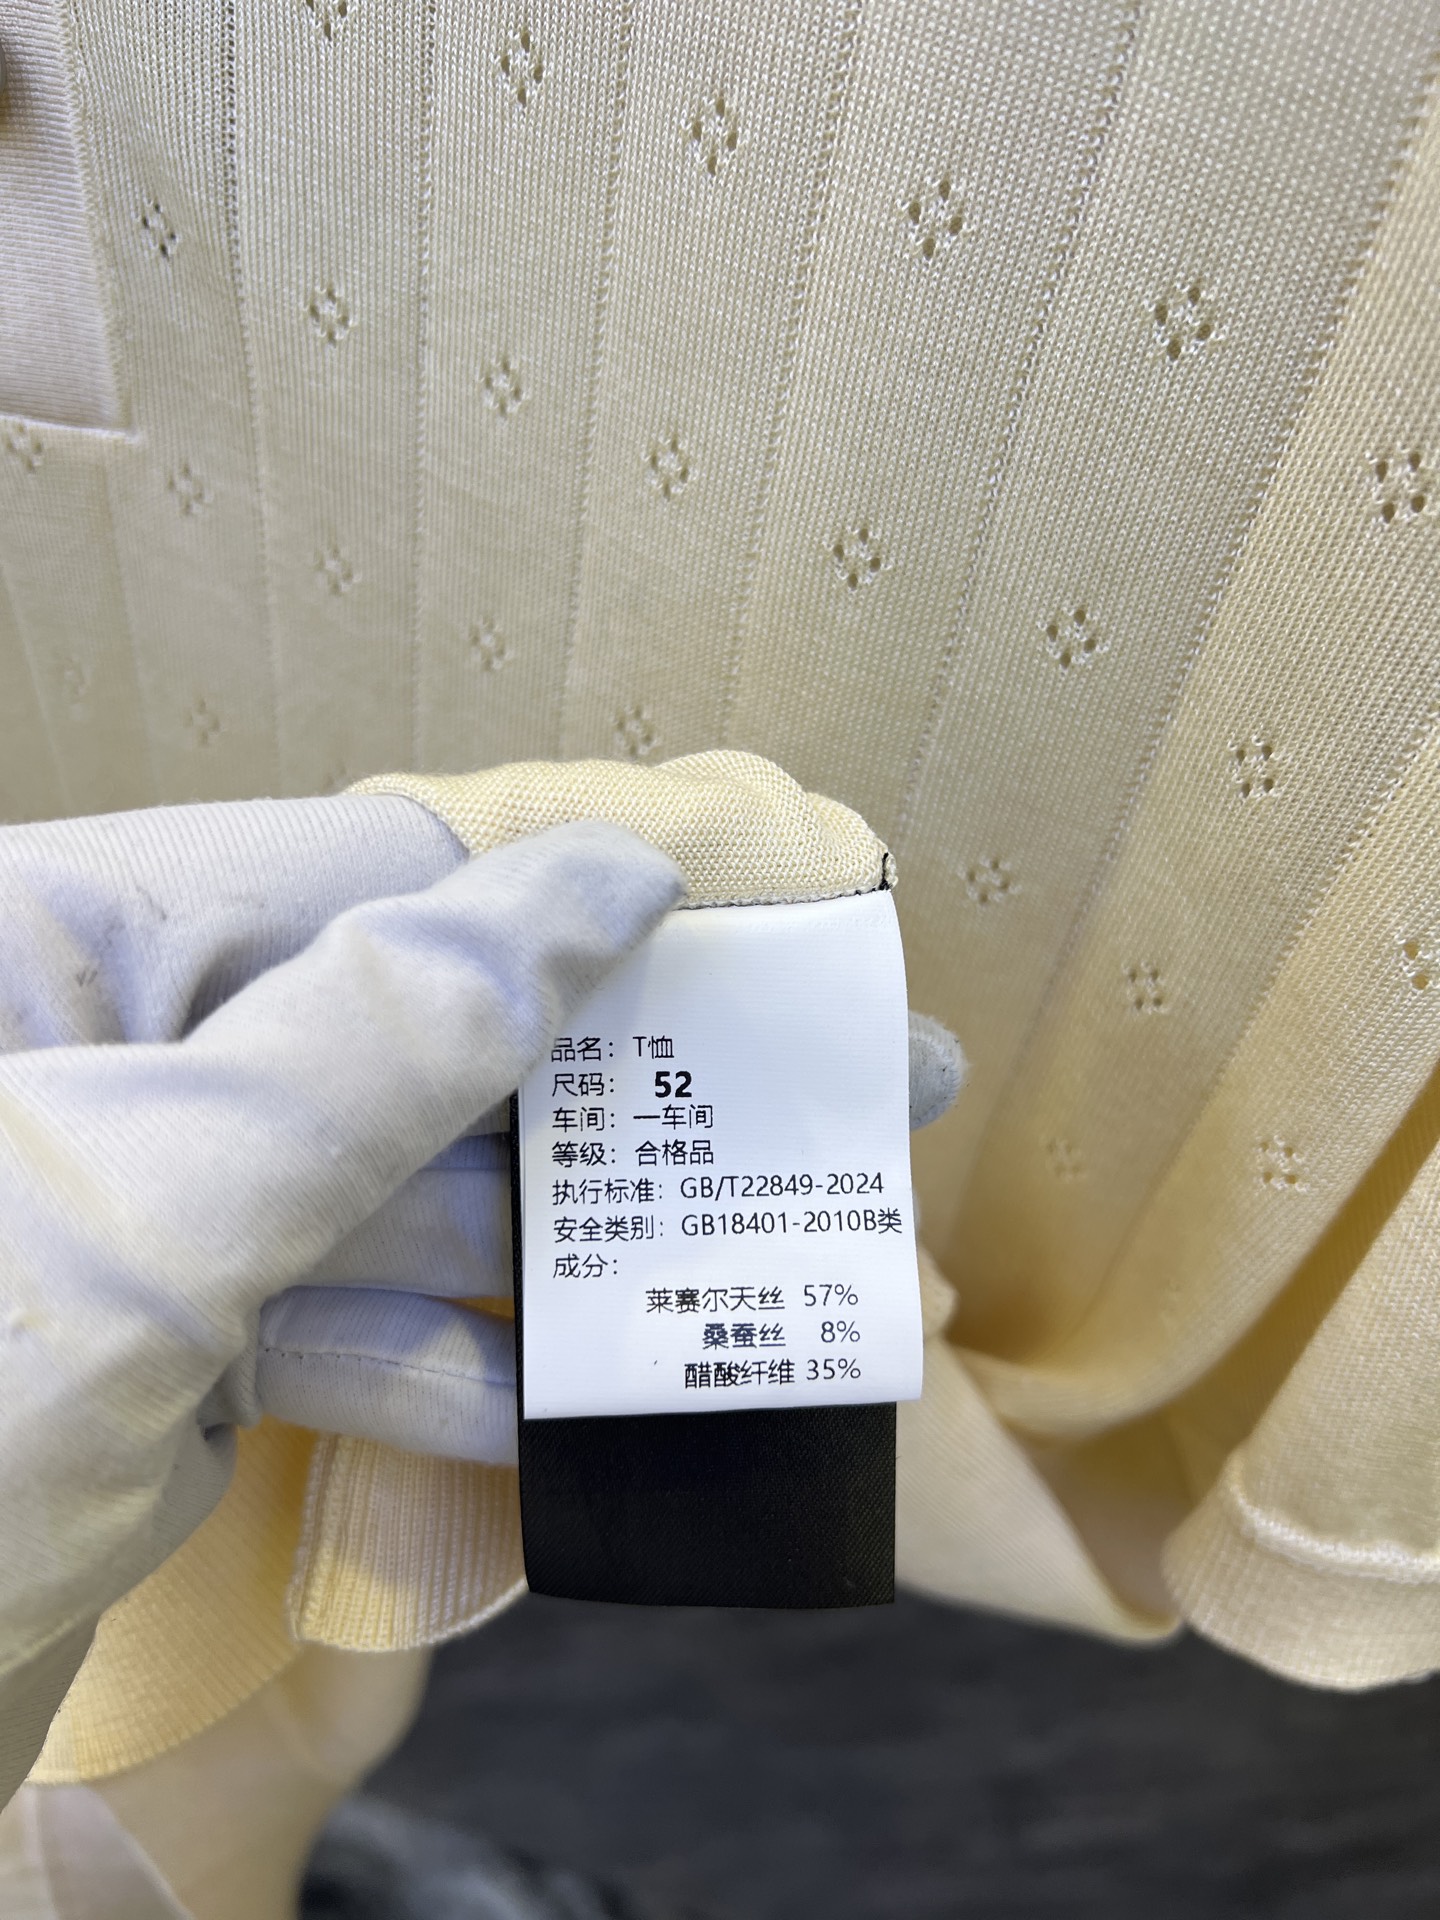 品名：T恤
尺码： 52
车间：一车间
等级：合格品
执行标准：GB/T22849-2024
安全类别：GB18401-2010B类
成分：
莱赛尔天丝 57%
桑蚕丝 8%
醋酸纤维 35%